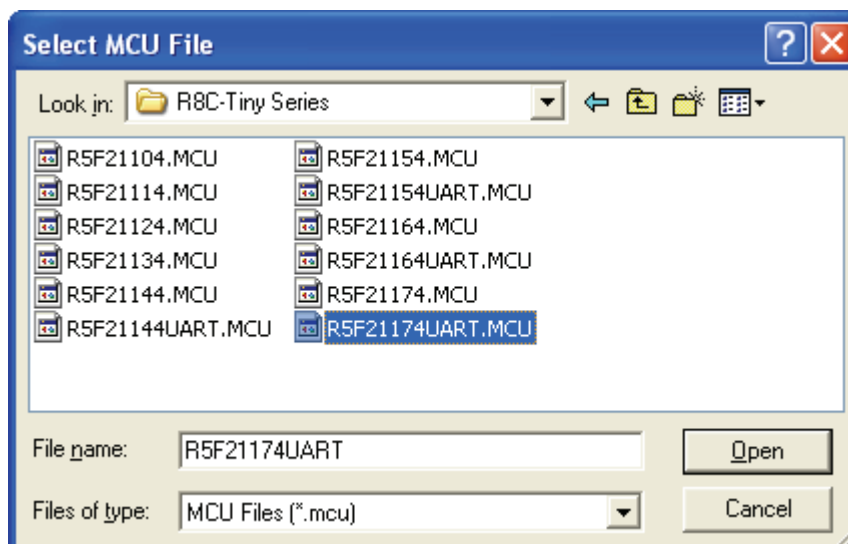 Select MCU File
Look in: R8C-Tiny Series
R5F21104.MCU
R5F21114.MCU
R5F21124.MCU
R5F21134.MCU
R5F21144.MCU
R5F21144UART.MCU
R5F21154.MCU
R5F21154UART.MCU
R5F21164.MCU
R5F21164UART.MCU
R5F21174.MCU
R5F21174UART.MCU
File name: R5F21174UART Open
Files of type: MCU Files (*.mcu) Cancel